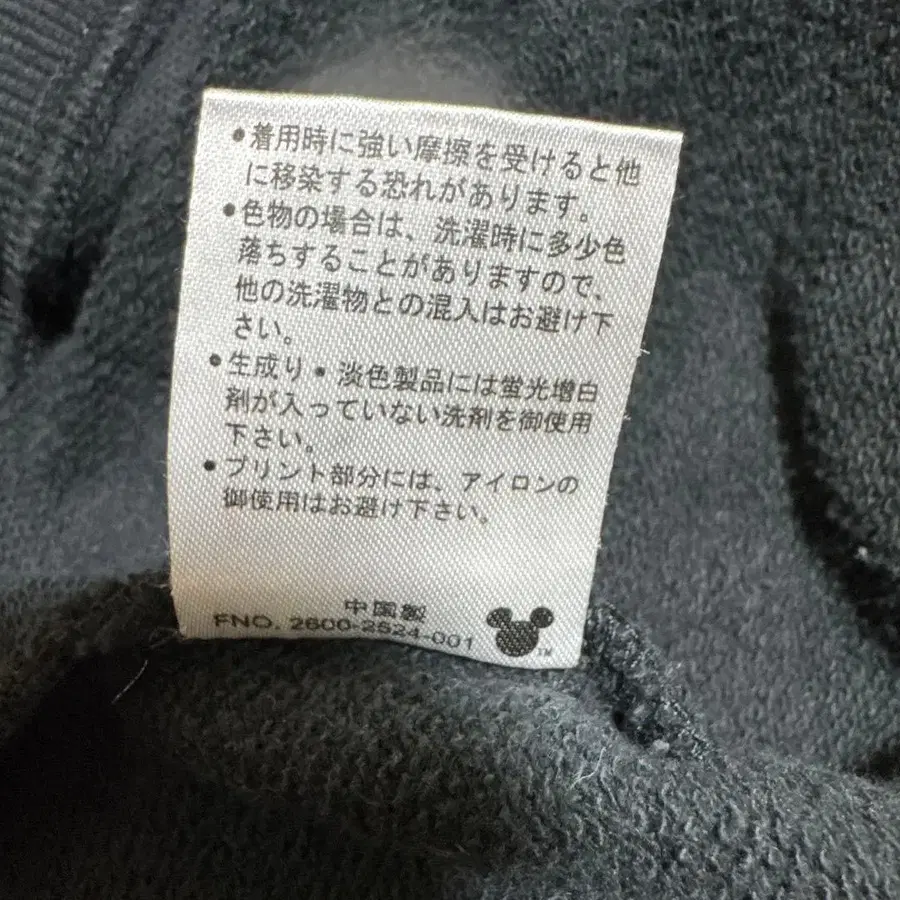 •着用時に強い摩擦を受けると他
に移染する恐れがあります。
•色物の場合は、洗濯時に多少色
落ちすることがありますので、
他の洗濯物との混入はお避け下
さい。
•生成り•淡色製品には蛍光増白
剤が入っていない洗剤を御使用
下さい。
•プリント部分には、アイロンの
御使用はお避け下さい。
中国製
FNO. 2600-2524-001
TM